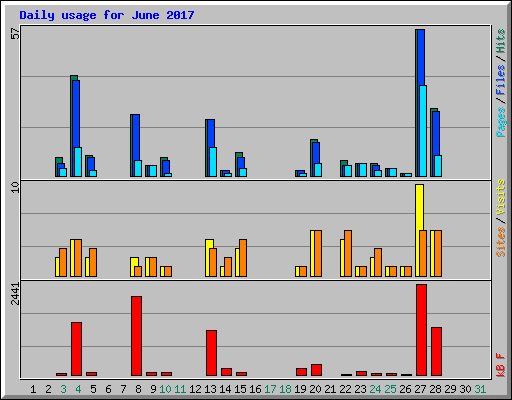 Daily usage for June 2017
57
Pages / Files / Hits
10
Sites / Visits
2441
kB F
1 2 3 4 5 6 7 8 9 10 11 12 13 14 15 16 17 18 19 20 21 22 23 24 25 26 27 28 29 30 31